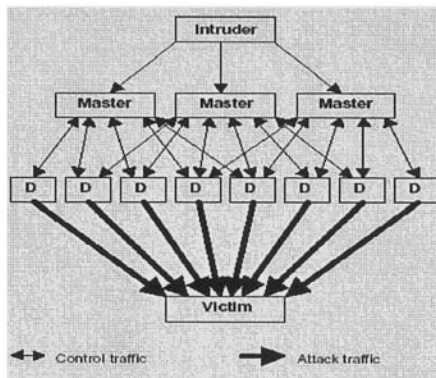 Intruder
Master Master Master
D D D D D D D D
Victim
Control traffic Attack traffic